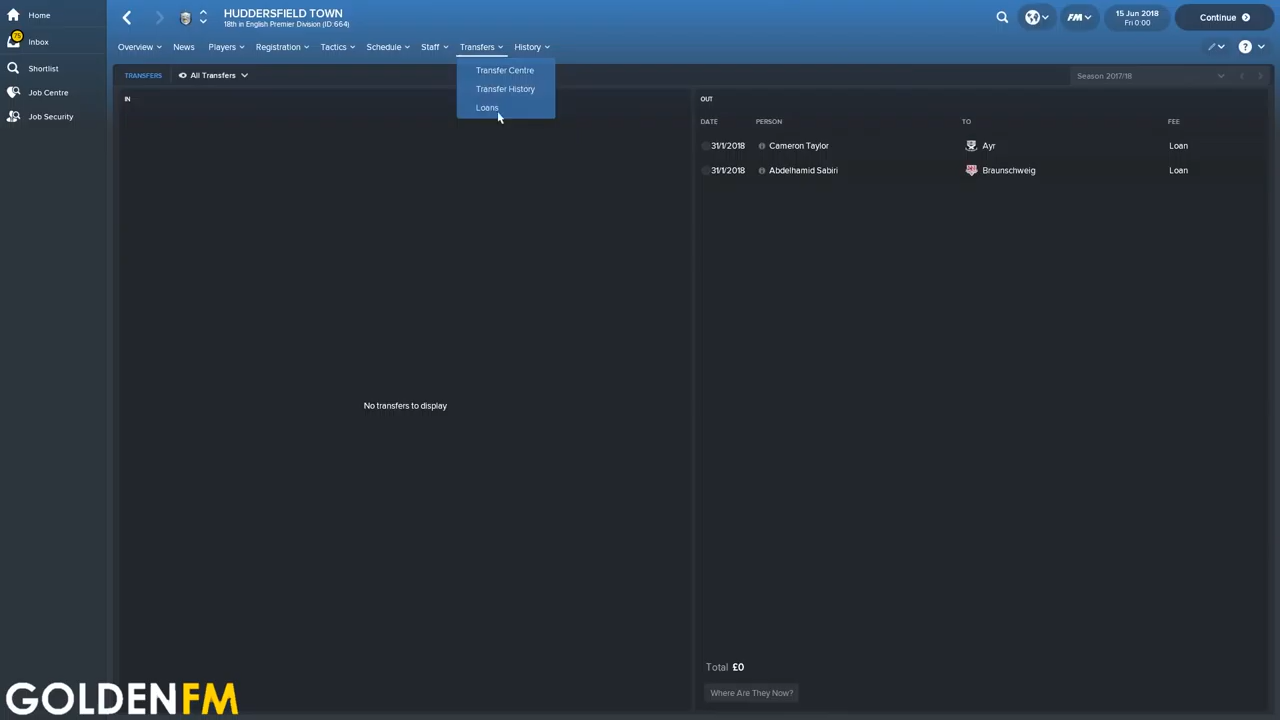 Home
HUDDERSFIELD TOWN
18th in English Premier Division (ID:664)
FM
15 Jun 2018
Fri 0:00
Continue
75
Inbox
Overview
News
Players
Registration
Tactics
Schedule
Staff
Transfers
History
?
Shortlist
Job Centre
Job Security
Transfer Centre
Transfer History
Loans
TRANSFERS
All Transfers
Season 2017/18
IN
OUT
DATE PERSON TO FEE
31/1/2018 Cameron Taylor Ayr Loan
31/1/2018 Abdelhamid Sabiri Braunschweig Loan
No transfers to display
Total £0
Where Are They Now?
GOLDENFM